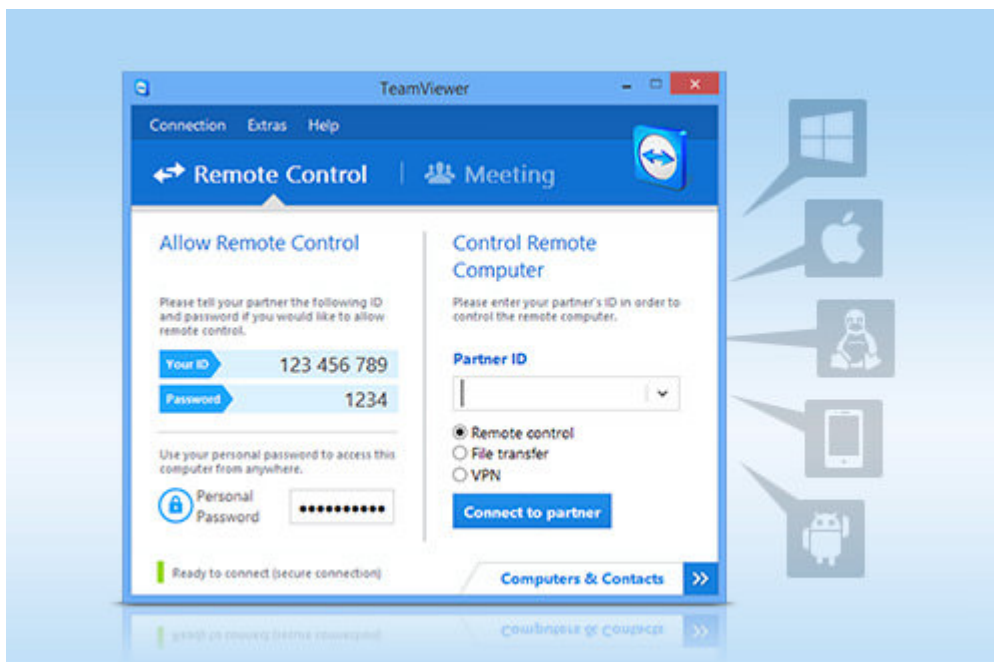 TeamViewer
Connection Extras Help
Remote Control | Meeting
Allow Remote Control
Please tell your partner the following ID
and password if you would like to allow
remote control.
Your ID 123 456 789
Password 1234
Use your personal password to access this
computer from anywhere.
Personal
Password ••••••••••
Ready to connect (secure connection)
Control Remote
Computer
Please enter your partner's ID in order to
control the remote computer.
Partner ID
Remote control
File transfer
VPN
Connect to partner
Computers & Contacts